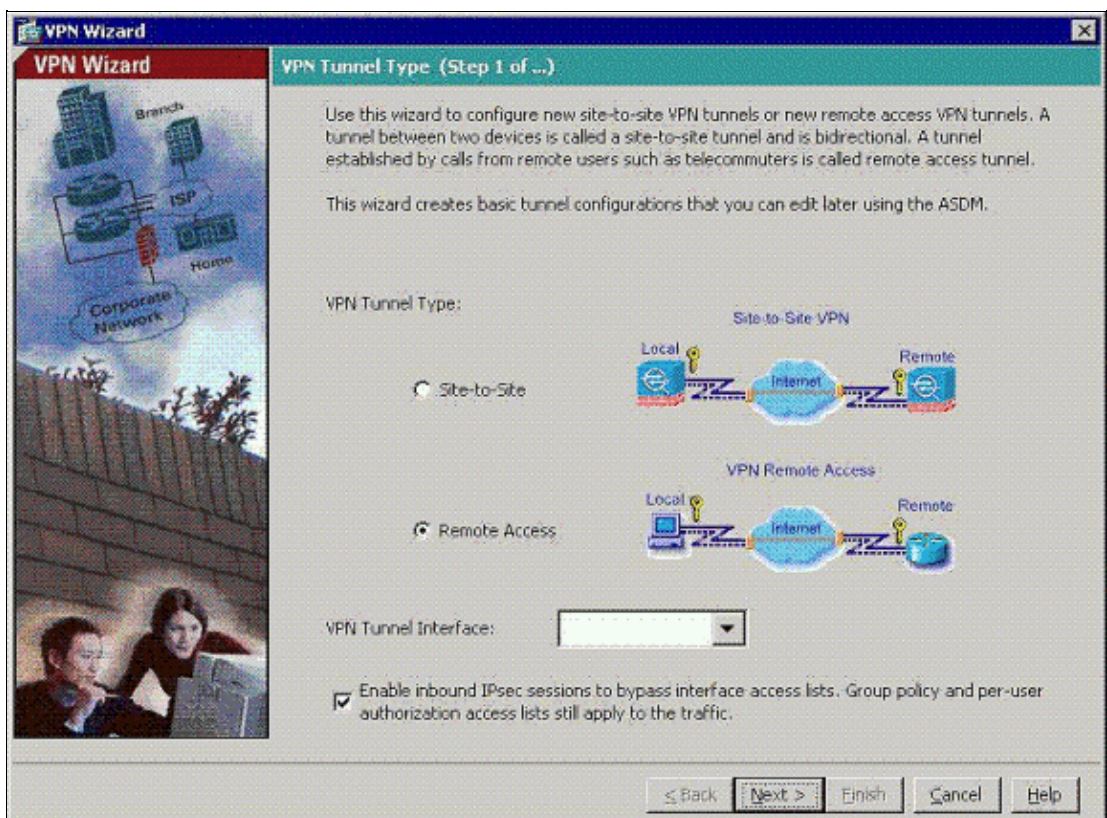 VPN Wizard
VPN Wizard
VPN Tunnel Type (Step 1 of ...)
Branch
ISP
Home
Corporate
Network
Use this wizard to configure new site-to-site VPN tunnels or new remote access VPN tunnels. A
tunnel between two devices is called a site-to-site tunnel and is bidirectional. A tunnel
established by calls from remote users such as telecommuters is called remote access tunnel.
This wizard creates basic tunnel configurations that you can edit later using the ASDM.
VPN Tunnel Type:
Site-to-Site VPN
Local
Remote
Internet
Site-to-Site
VPN Remote Access
Local
Remote
Internet
Remote Access
VPN Tunnel Interface:
Enable inbound IPsec sessions to bypass interface access lists. Group policy and per-user
authorization access lists still apply to the traffic.
< Back
Next >
Finish
Cancel
Help